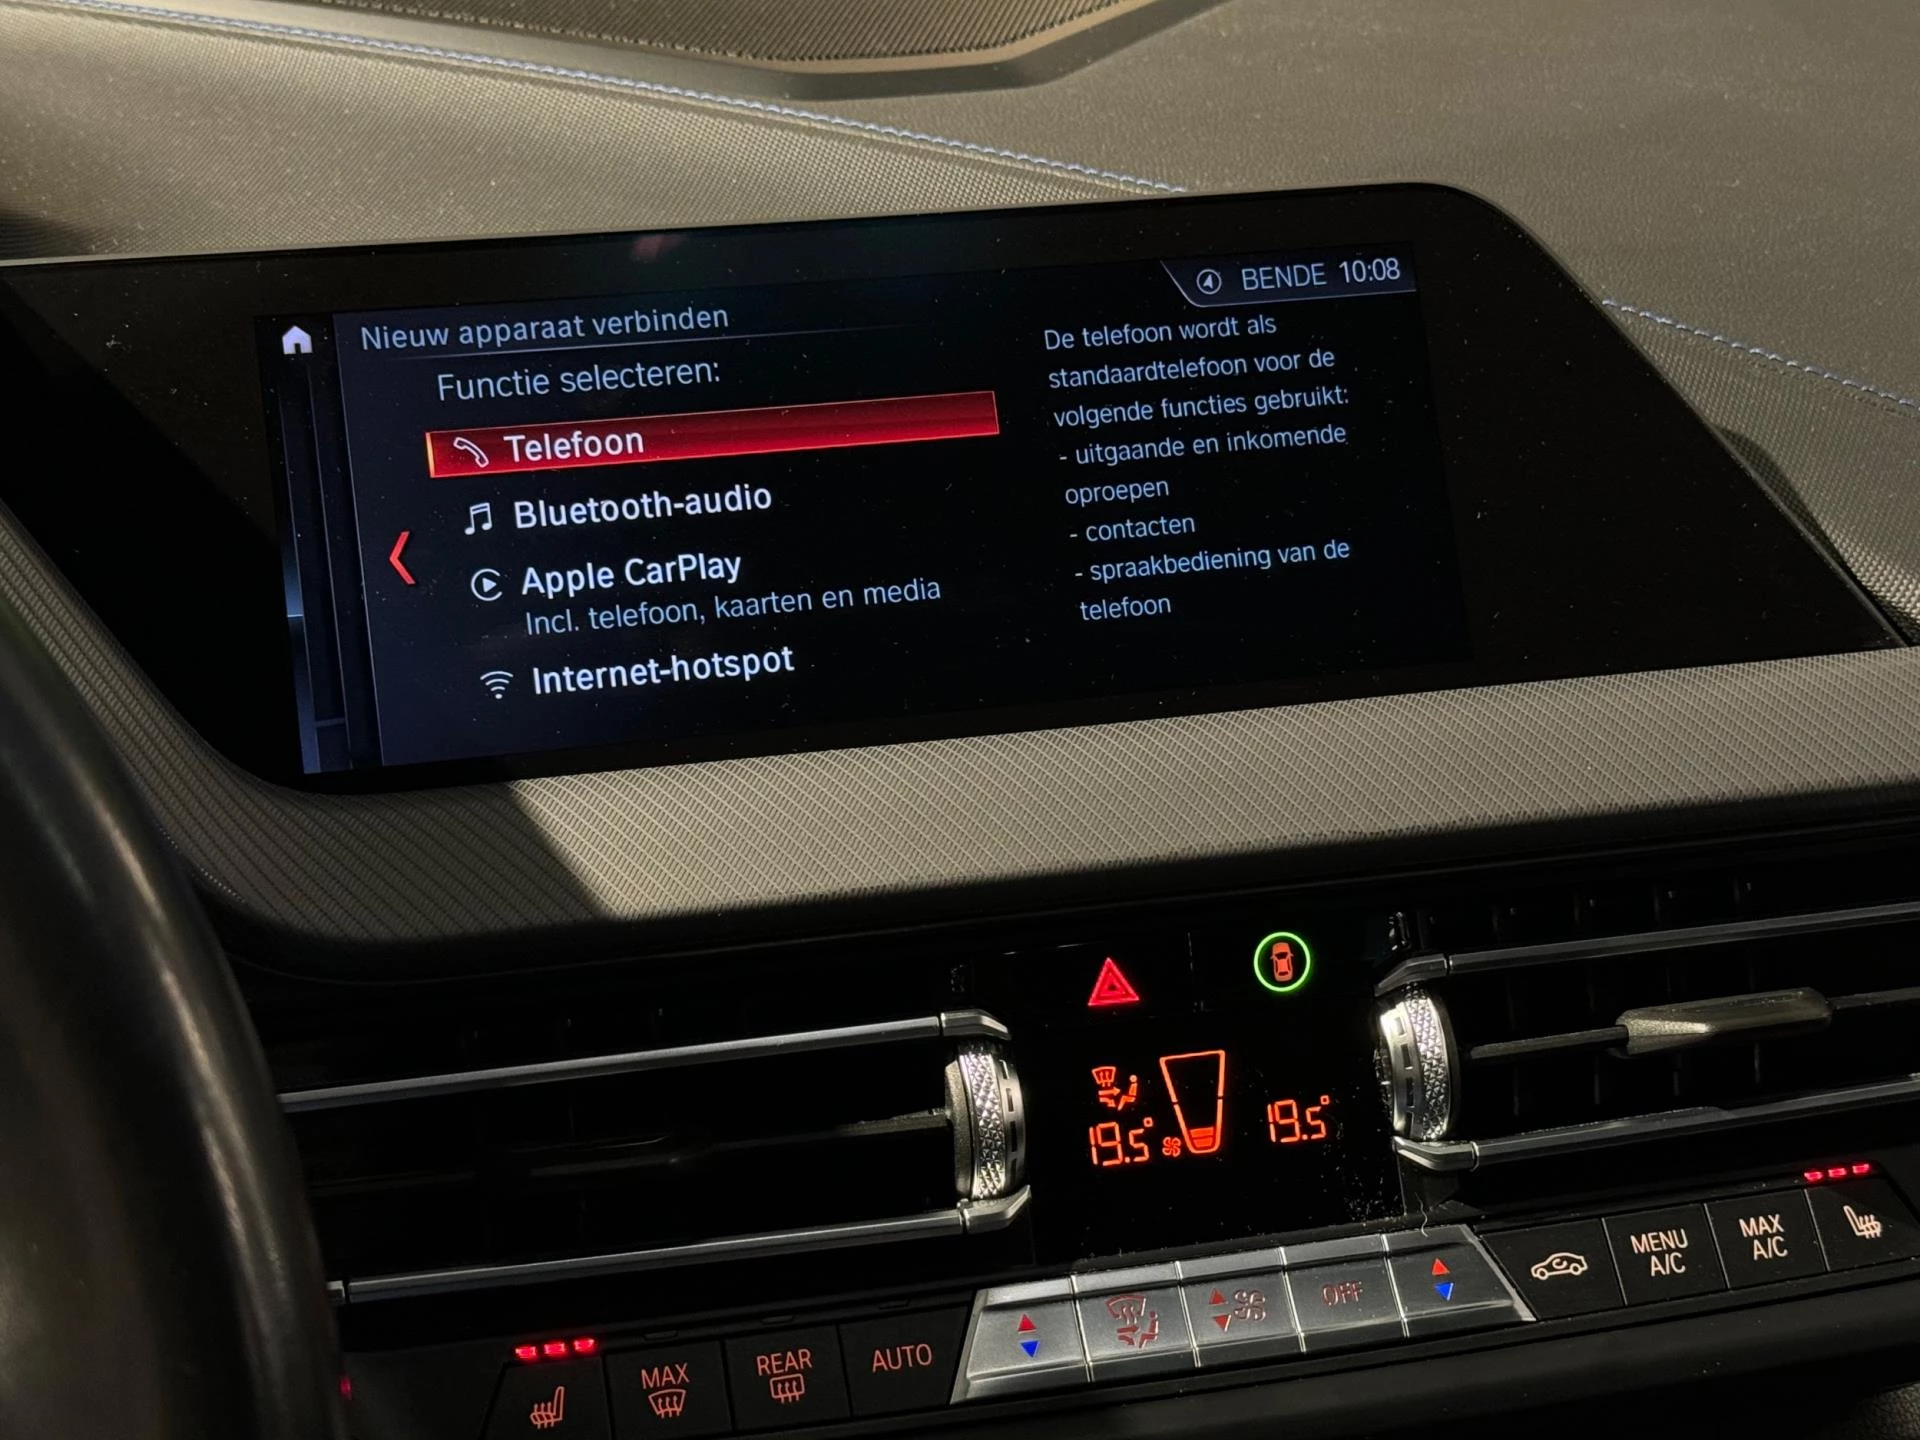 BENDE 10:08
Nieuw apparaat verbinden
Functie selecteren:
Telefoon
Bluetooth-audio
Apple CarPlay
Incl. telefoon, kaarten en media
Internet-hotspot
De telefoon wordt als
standaardtelefoon voor de
volgende functies gebruikt:
- uitgaande en inkomende
oproepen
- contacten
- spraakbediening van de
telefoon
19.5°
19.5°
MAX
REAR
AUTO
OFF
MENU
A/C
MAX
A/C